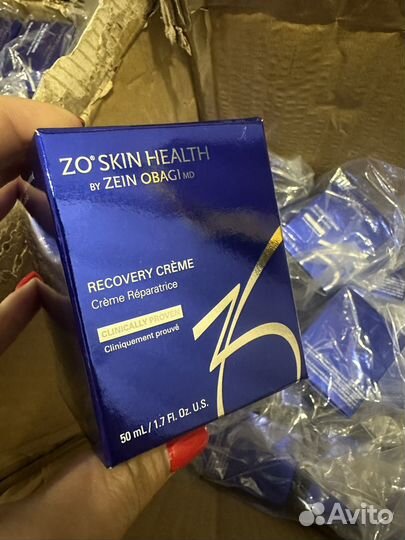 ZO® SKIN HEALTH
BY ZEIN OBAGI MD
RECOVERY CRÈME
Crème Réparatrice
CLINICALLY PROVEN
Cliniquement prouvé
50 mL / 1.7 Fl. Oz. U.S.
Avito